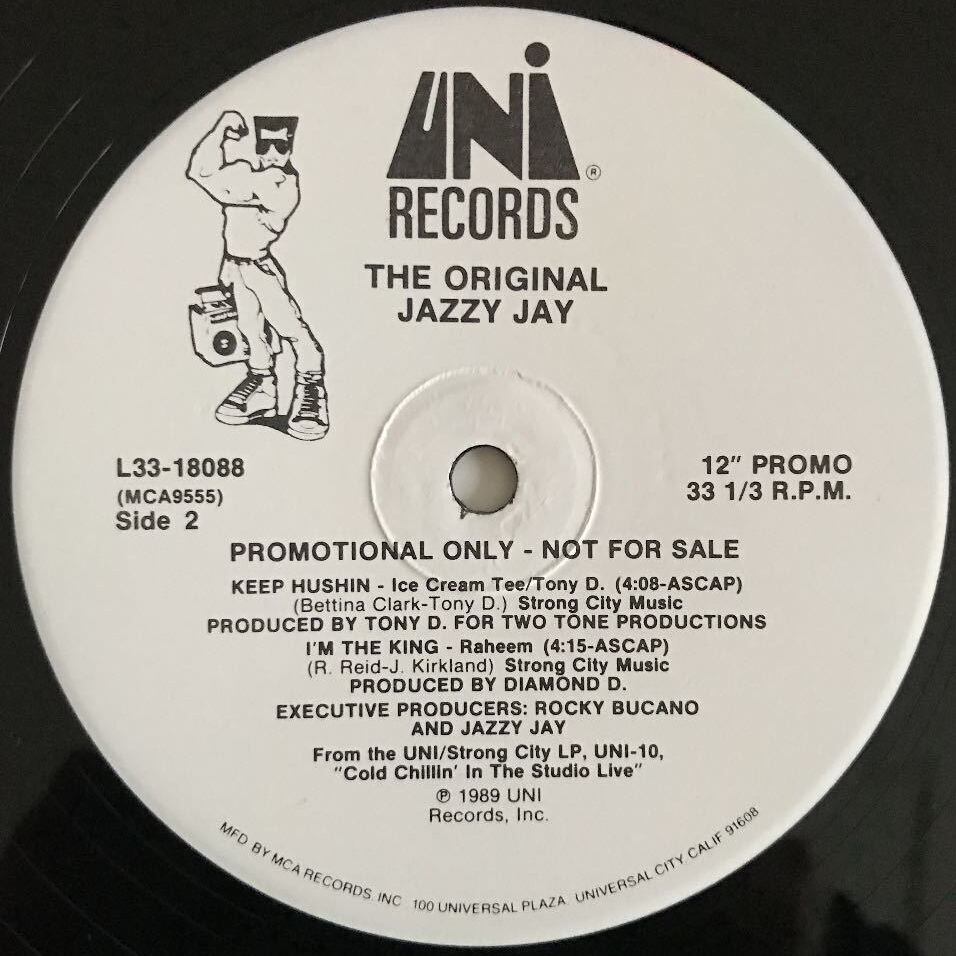 UNi ®
RECORDS
THE ORIGINAL
JAZZY JAY
L33-18088
(MCA9555)
Side 2
12" PROMO
33 1/3 R.P.M.
PROMOTIONAL ONLY - NOT FOR SALE
KEEP HUSHIN - Ice Cream Tee/Tony D. (4:08-ASCAP)
(Bettina Clark-Tony D.) Strong City Music
PRODUCED BY TONY D. FOR TWO TONE PRODUCTIONS
I'M THE KING - Raheem (4:15-ASCAP)
(R. Reid-J. Kirkland) Strong City Music
PRODUCED BY DIAMOND D.
EXECUTIVE PRODUCERS: ROCKY BUCANO
AND JAZZY JAY
From the UNI/Strong City LP, UNI-10,
"Cold Chillin' In The Studio Live"
℗ 1989 UNI
Records, Inc.
MFD BY MCA RECORDS. INC 100 UNIVERSAL PLAZA. UNIVERSAL CITY. CALIF 91608